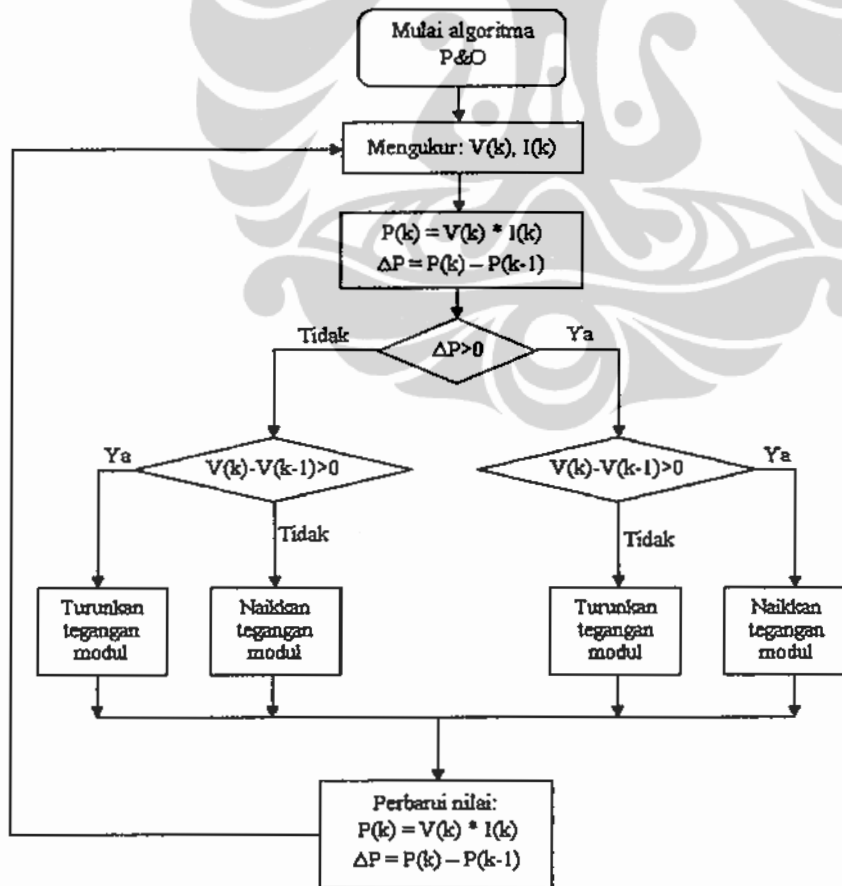 Mulai algoritma
P&O
Mengukur: V(k), I(k)
P(k) = V(k) * I(k)
ΔP = P(k) – P(k-1)
Tidak
ΔP>0
Ya
Ya
V(k)-V(k-1)>0
Tidak
V(k)-V(k-1)>0
Ya
Tidak
Turunkan
tegangan
modul
Naikkan
tegangan
modul
Turunkan
tegangan
modul
Naikkan
tegangan
modul
Perbarui nilai:
P(k) = V(k) * I(k)
ΔP = P(k) – P(k-1)